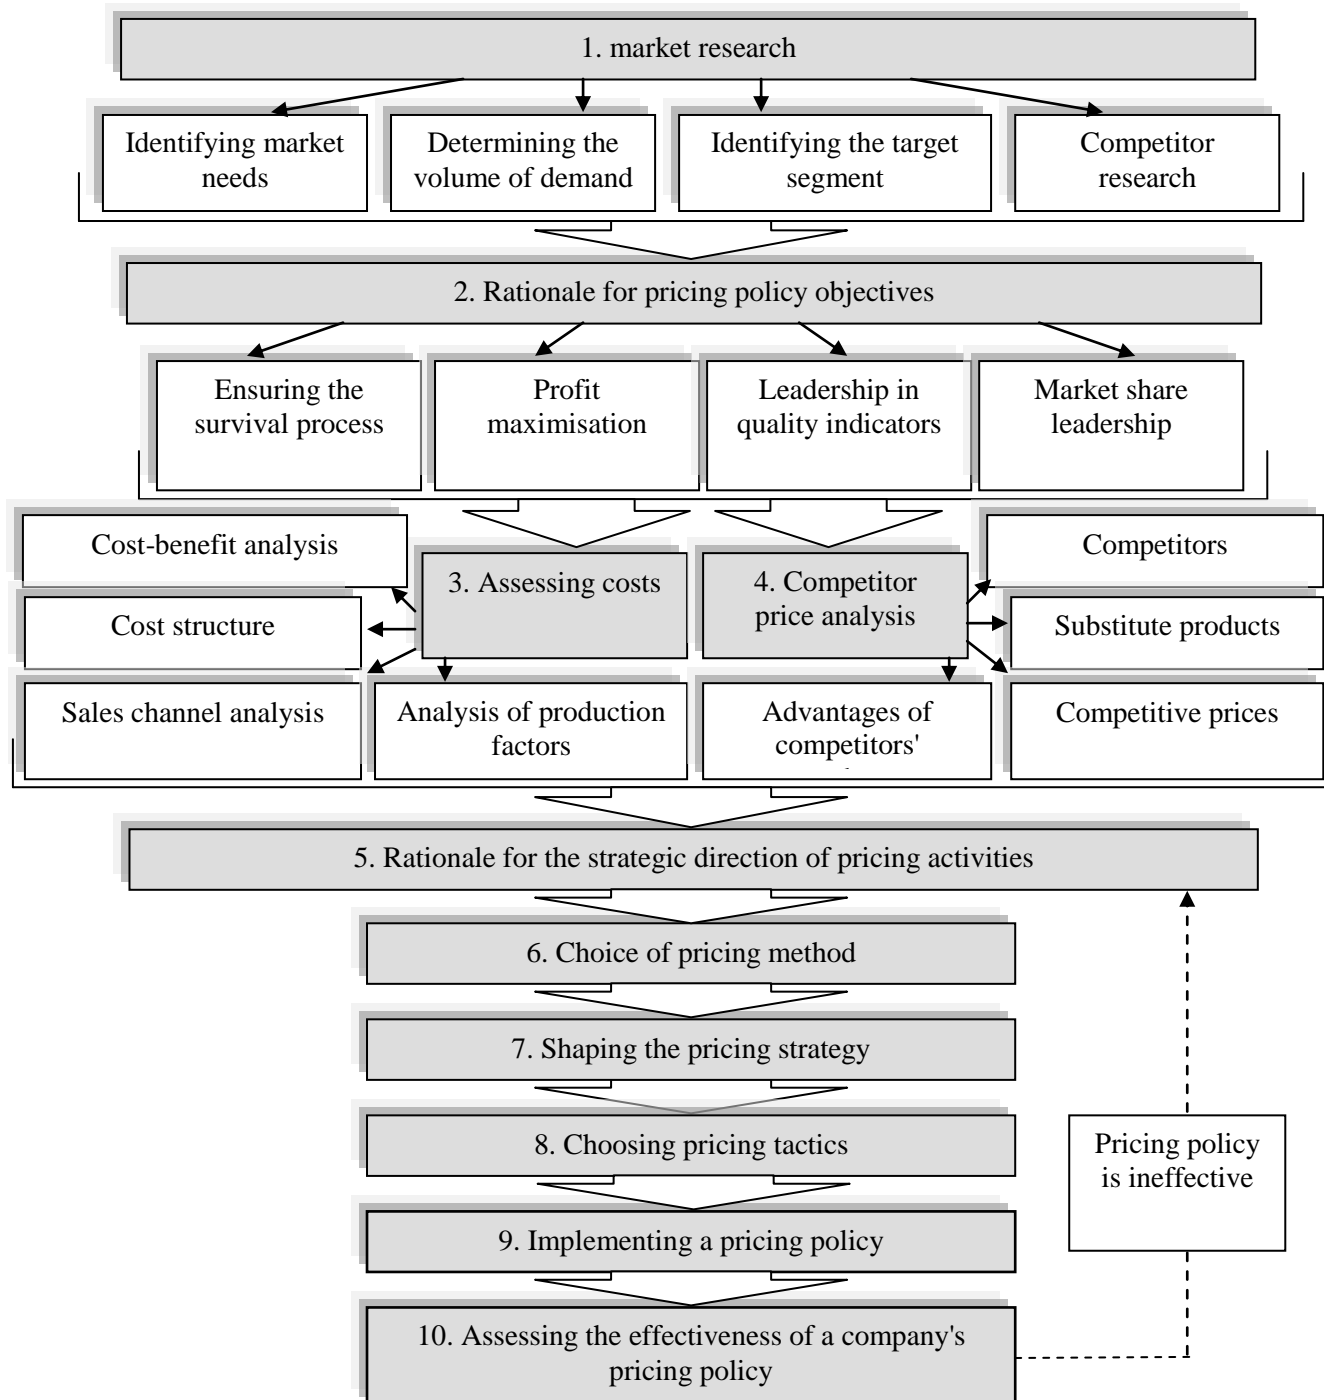 1. market research
Identifying market
needs
Determining the
volume of demand
Identifying the target
segment
Competitor
research
2. Rationale for pricing policy objectives
Ensuring the
survival process
Profit
maximisation
Leadership in
quality indicators
Market share
leadership
Cost-benefit analysis
3. Assessing costs
4. Competitor
price analysis
Competitors
Cost structure
Substitute products
Sales channel analysis
Analysis of production
factors
Advantages of
competitors'
Competitive prices
5. Rationale for the strategic direction of pricing activities
6. Choice of pricing method
7. Shaping the pricing strategy
8. Choosing pricing tactics
Pricing policy
is ineffective
9. Implementing a pricing policy
10. Assessing the effectiveness of a company's
pricing policy